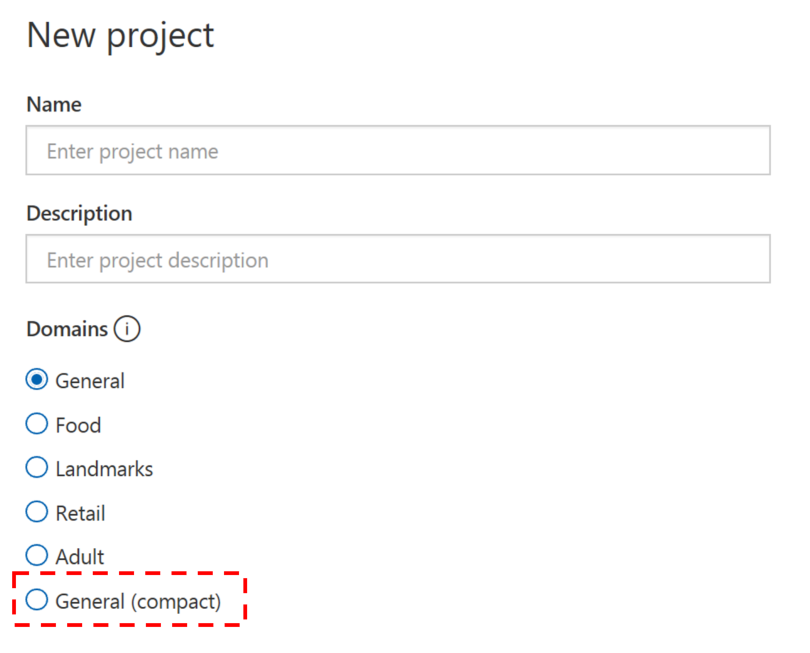 New project
Name
Enter project name
Description
Enter project description
Domains i
General
Food
Landmarks
Retail
Adult
General (compact)